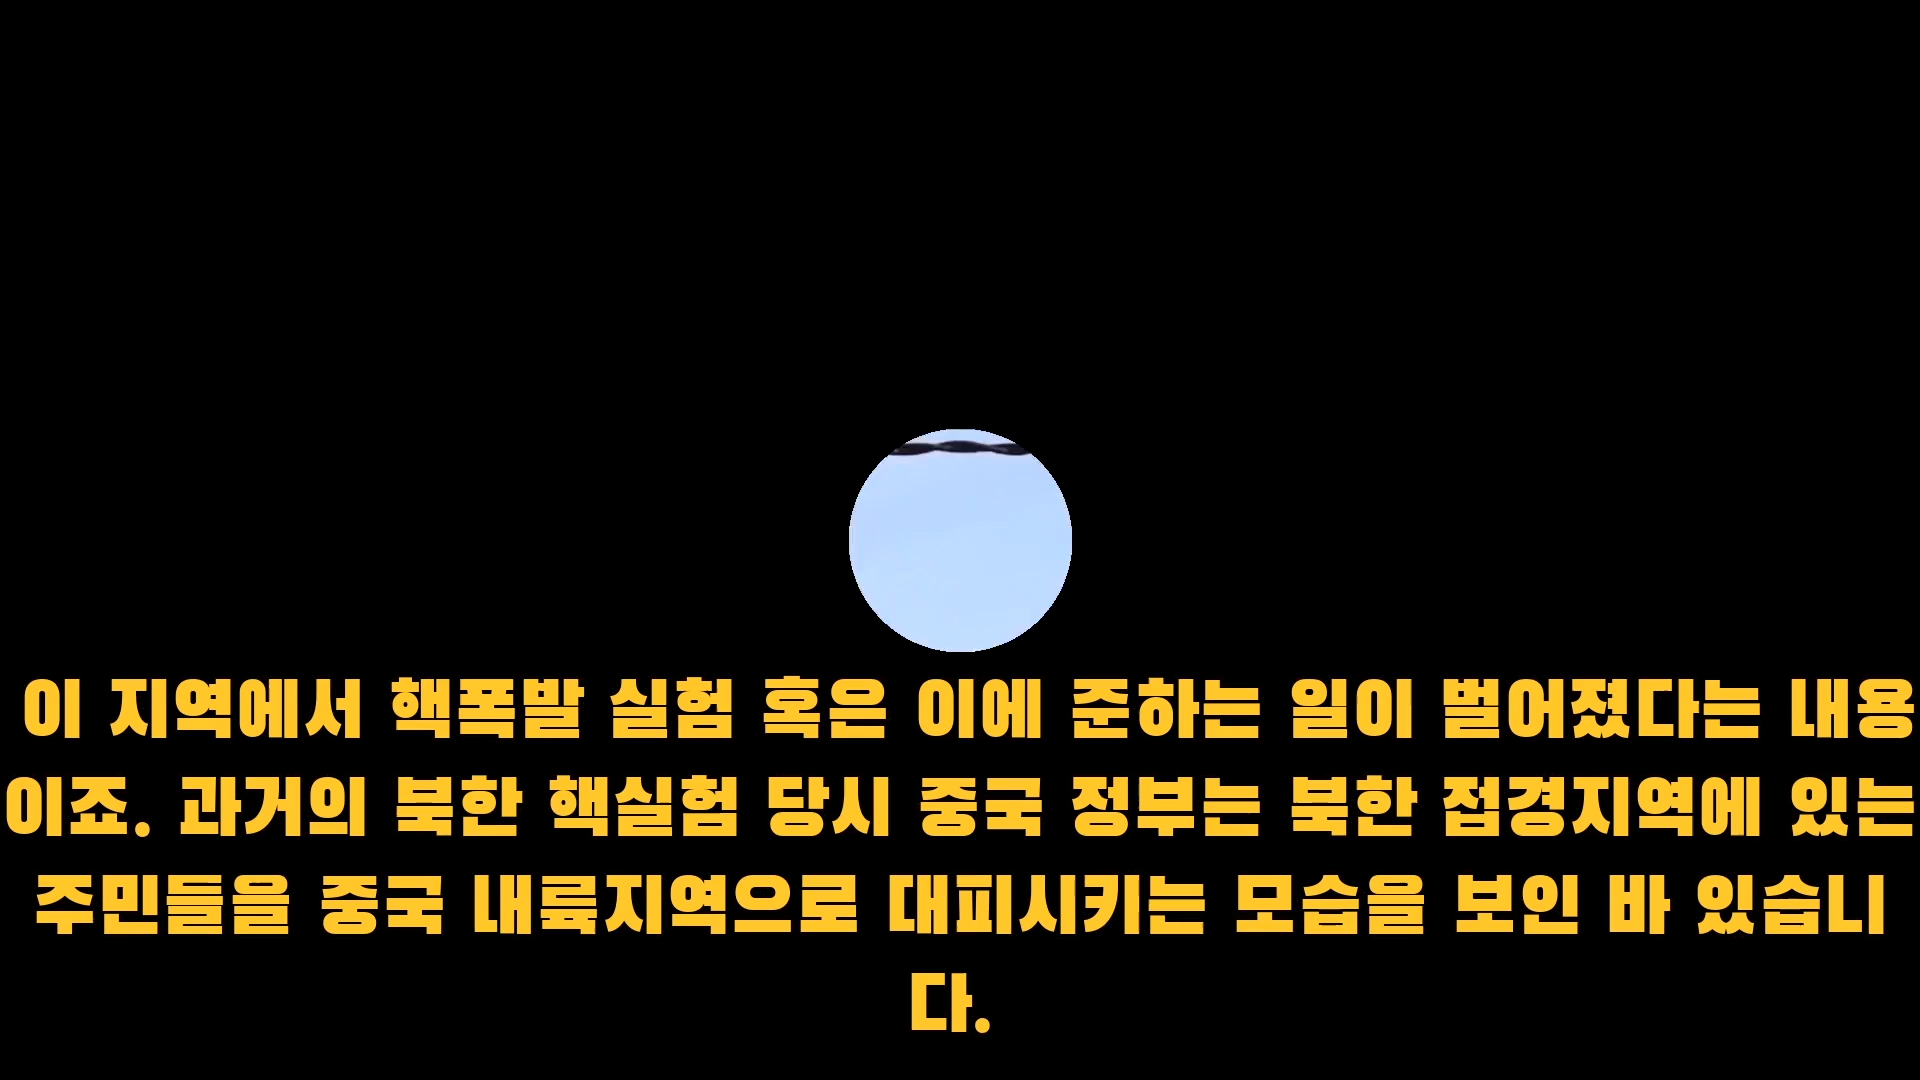 이 지역에서 핵폭발 실험 혹은 이에 준하는 일이 벌어졌다는 내용
이죠. 과거의 북한 핵실험 당시 중국 정부는 북한 접경지역에 있는
주민들을 중국 내륙지역으로 대피시키는 모습을 보인 바 있습니
다.